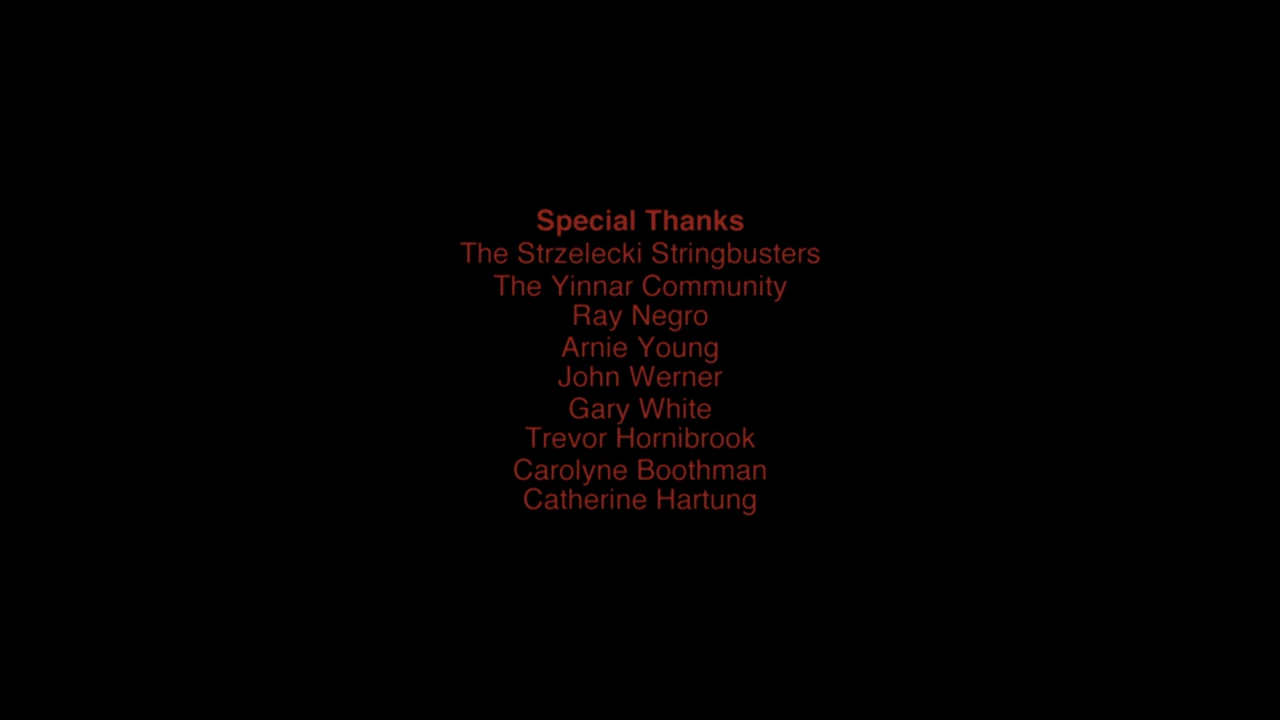 Special Thanks
The Strzelecki Stringbusters
The Yinnar Community
Ray Negro
Arnie Young
John Werner
Gary White
Trevor Hornibrook
Carolyne Boothman
Catherine Hartung